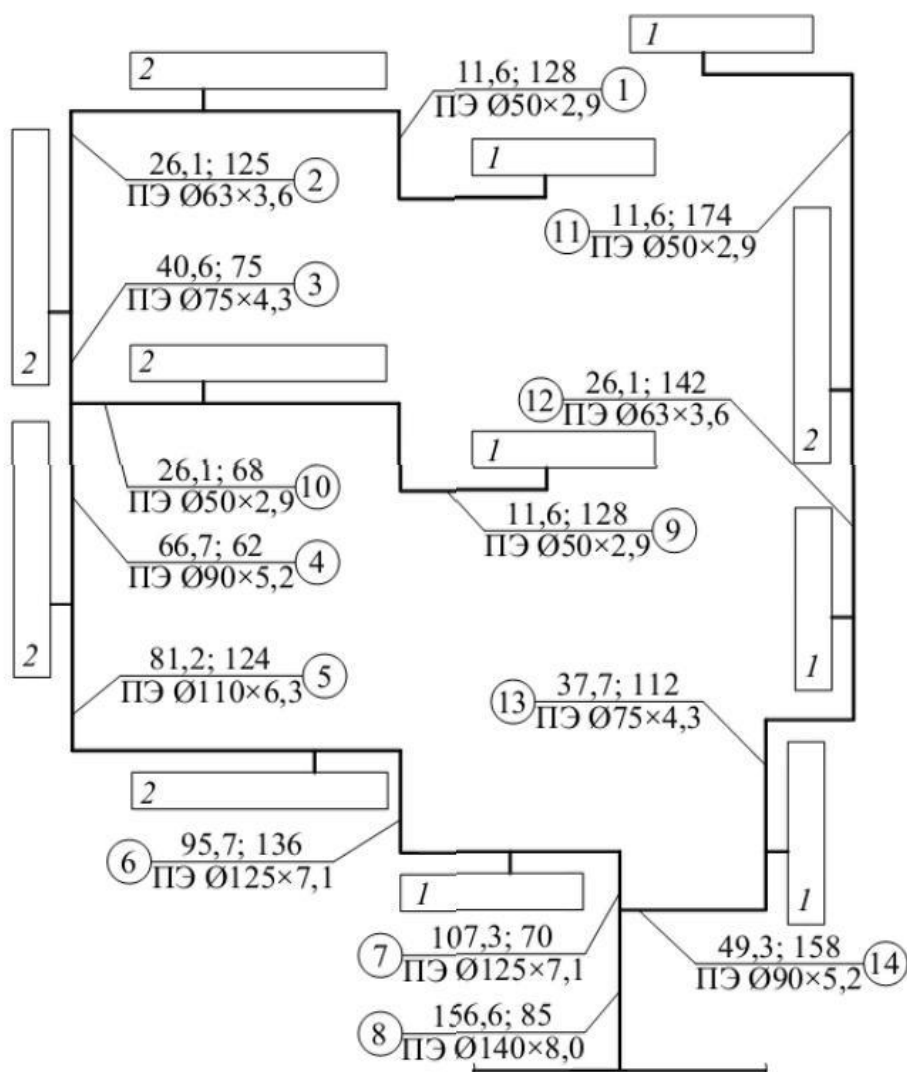 1
2
11,6; 128
ПЭ Ø50×2,9
1
1
26,1; 125
ПЭ Ø63×3,6
2
11
11,6; 174
ПЭ Ø50×2,9
40,6; 75
ПЭ Ø75×4,3
3
2
2
12
26,1; 142
ПЭ Ø63×3,6
2
1
26,1; 68
ПЭ Ø50×2,9
10
11,6; 128
ПЭ Ø50×2,9
9
66,7; 62
ПЭ Ø90×5,2
4
2
1
81,2; 124
ПЭ Ø110×6,3
5
13
37,7; 112
ПЭ Ø75×4,3
2
6
95,7; 136
ПЭ Ø125×7,1
1
1
7
107,3; 70
ПЭ Ø125×7,1
49,3; 158
ПЭ Ø90×5,2
14
8
156,6; 85
ПЭ Ø140×8,0